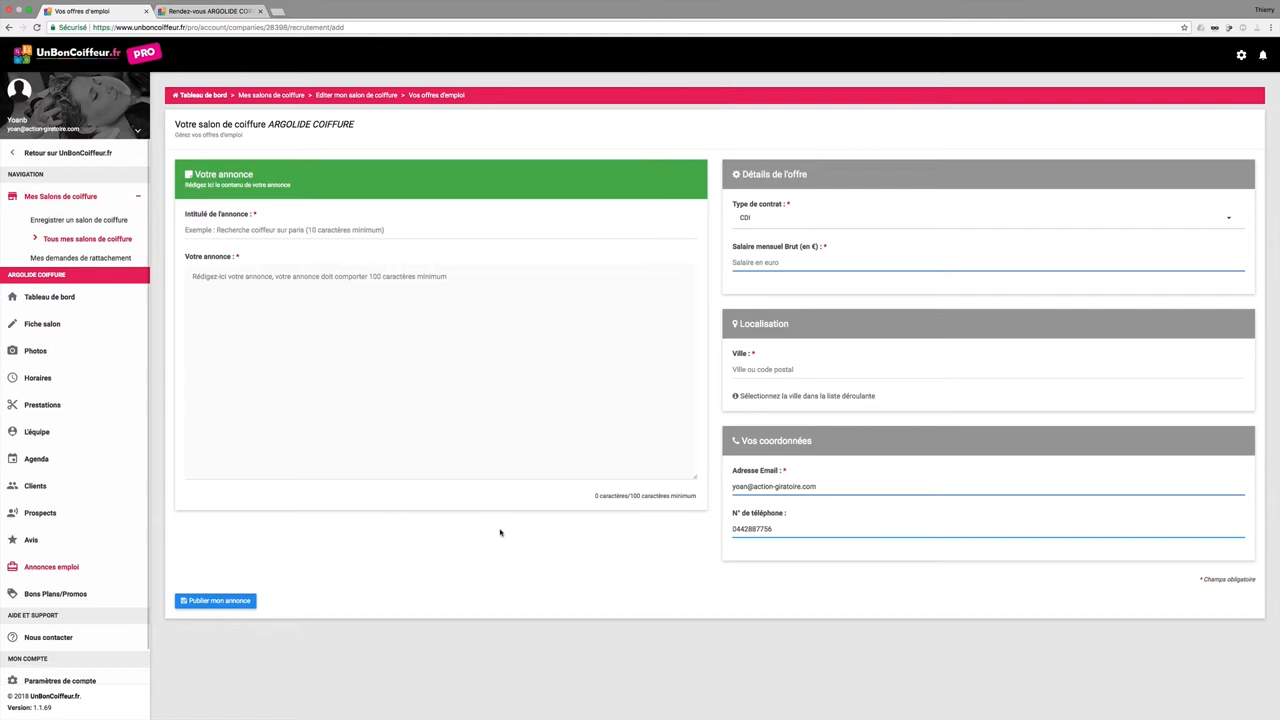 Vos offres d'emploi
Rendez-vous ARGOLIDE COI
Thierry
Sécurisé
https://www.unboncoiffeur.fr/pro/account/companies/28398/recrutement/add
UnBonCoiffeur.fr PRO
Yoanb
yoan@action-giratoire.com
Retour sur UnBonCoiffeur.fr
NAVIGATION
Mes Salons de coiffure
Enregistrer un salon de coiffure
Tous mes salons de coiffure
Mes demandes de rattachement
ARGOLIDE COIFFURE
Tableau de bord
Fiche salon
Photos
Horaires
Prestations
L'équipe
Agenda
Clients
Prospects
Avis
Annonces emploi
Bons Plans/Promos
AIDE ET SUPPORT
Nous contacter
MON COMPTE
Paramètres de compte
© 2018 UnBonCoiffeur.fr.
Version: 1.1.69
Tableau de bord > Mes salons de coiffure > Editer mon salon de coiffure > Vos offres d'emploi
Votre salon de coiffure ARGOLIDE COIFFURE
Gérez vos offres d'emploi
Votre annonce
Rédigez ici le contenu de votre annonce
Intitulé de l'annonce : *
Exemple : Recherche coiffeur sur paris (10 caractères minimum)
Votre annonce : *
Rédigez-ici votre annonce, votre annonce doit comporter 100 caractères minimum
0 caractères/100 caractères minimum
Publier mon annonce
Détails de l'offre
Type de contrat : *
CDI
Salaire mensuel Brut (en €) : *
Salaire en euro
Localisation
Ville : *
Ville ou code postal
Sélectionnez la ville dans la liste déroulante
Vos coordonnées
Adresse Email : *
yoan@action-giratoire.com
N° de téléphone :
0442887756
* Champs obligatoire